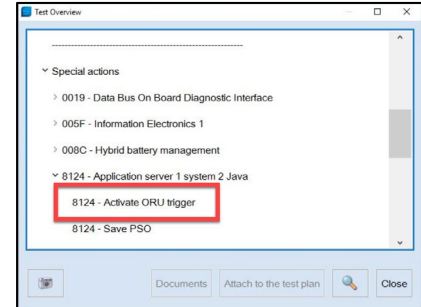 Test Overview
------------------------------------------------
Special actions
0019 - Data Bus On Board Diagnostic Interface
005F - Information Electronics 1
008C - Hybrid battery management
8124 - Application server 1 system 2 Java
8124 - Activate ORU trigger
8124 - Save PSO
Documents
Attach to the test plan
Close